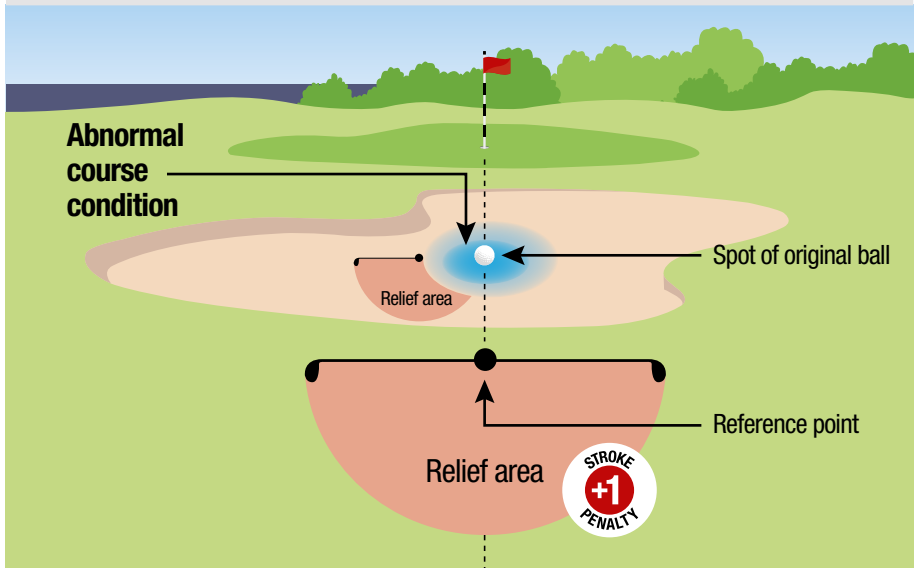 Abnormal
course
condition
Spot of original ball
Relief area
Reference point
Relief area
STROKE
+1
PENALTY